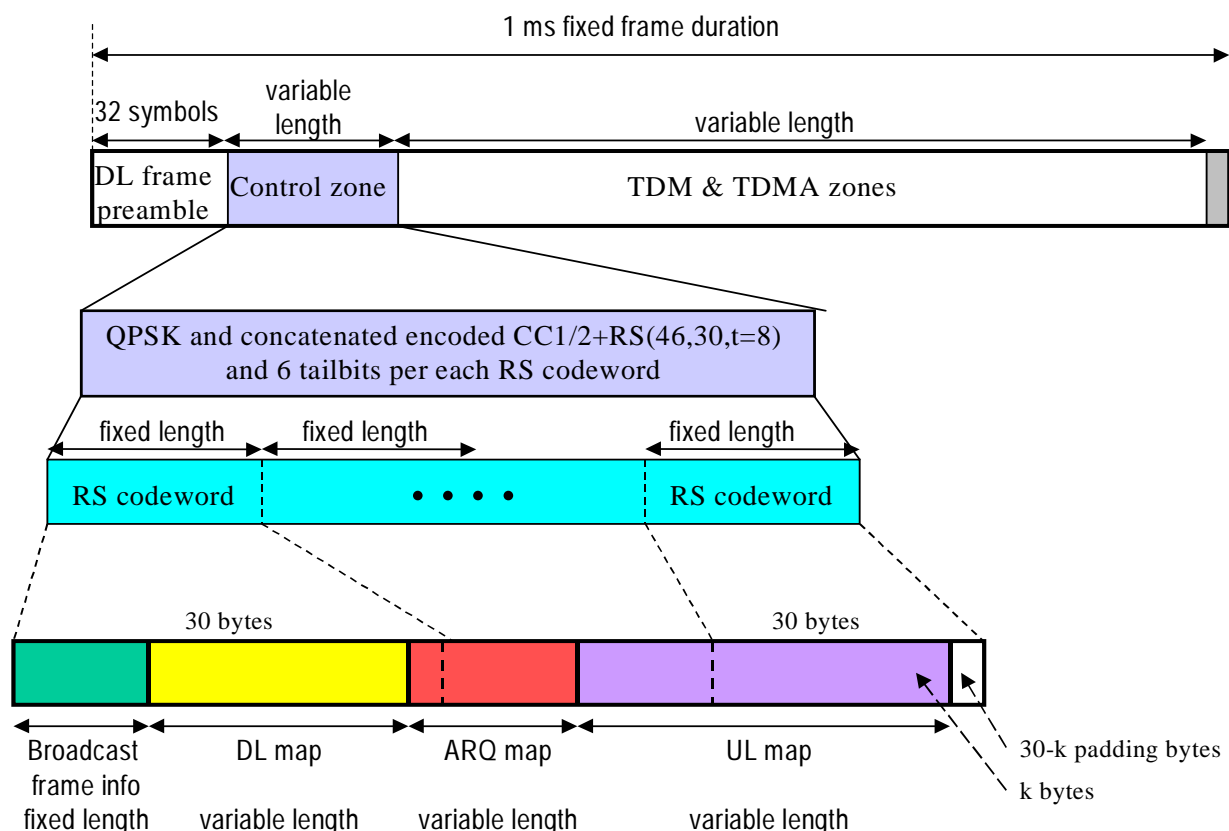 1 ms fixed frame duration
32 symbols
variable
length
variable length
DL frame
preamble
Control zone
TDM & TDMA zones
QPSK and concatenated encoded CC1/2+RS(46,30,t=8)
and 6 tailbits per each RS codeword
fixed length
fixed length
fixed length
RS codeword
• • • •
RS codeword
30 bytes
30 bytes
Broadcast
frame info
fixed length
DL map
variable length
ARQ map
variable length
UL map
variable length
30-k padding bytes
k bytes